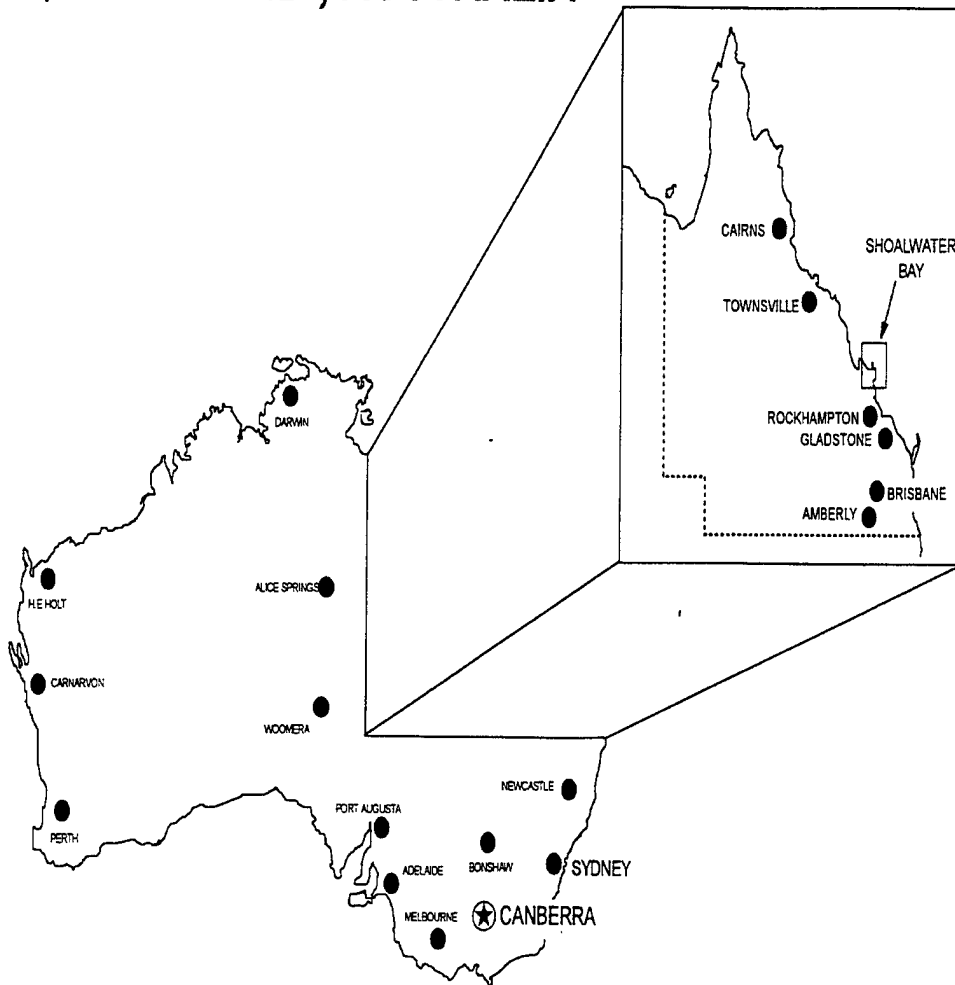 CAIRNS
SHOALWATER
BAY
TOWNSVILLE
DARWIN
ROCKHAMPTON
GLADSTONE
BRISBANE
AMBERLY
H.E HOLT
ALICE SPRINGS
CARNARVON
WOOMERA
NEWCASTLE
PORT AUGUSTA
PERTH
BONSHAW
SYDNEY
ADELAIDE
MELBOURNE
CANBERRA